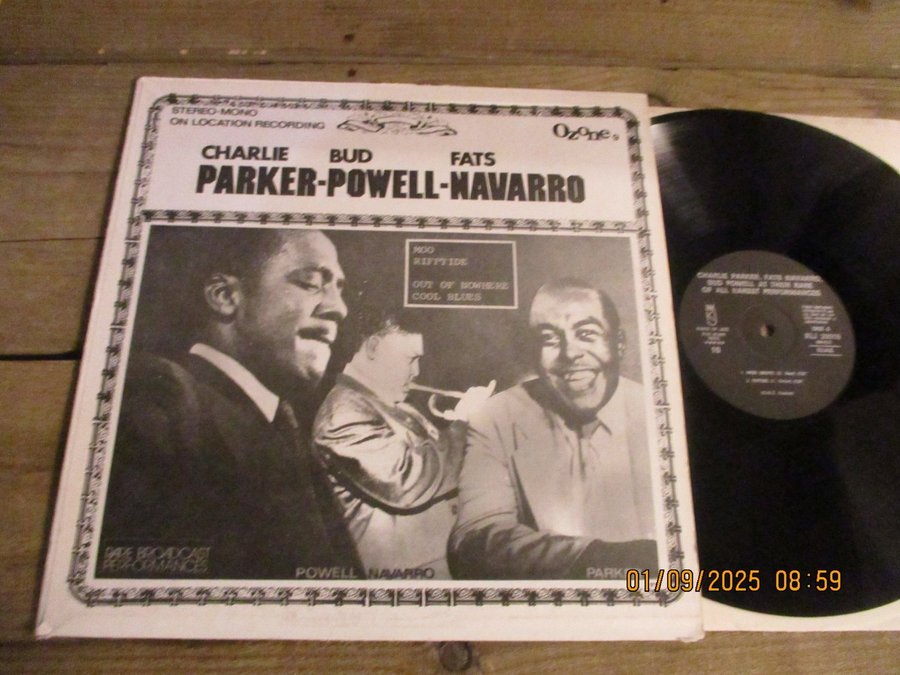 STEREO-MONO
ON LOCATION RECORDING
Ozone 9
CHARLIE BUD FATS
PARKER-POWELL-NAVARRO
MOO
RIFFTIDE
OUT OF NOWHERE
COOL BLUES
RARE BROADCAST
PERFORMANCES
POWELL NAVARRO PARK
CHARLIE PARKER, FATS NAVARRO
BUD POWELL AT THEIR RARE
OF ALL RAREST PERFORMANCES
01/09/2025 08:59